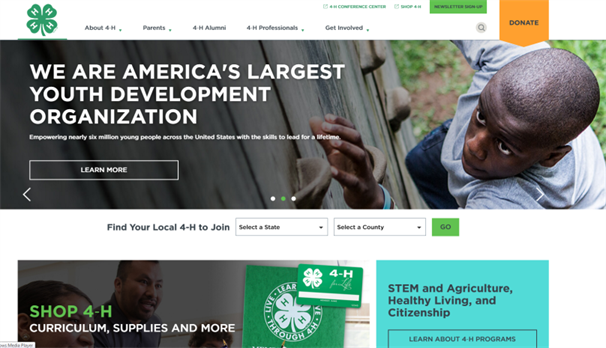 4-H CONFERENCE CENTER
SHOP 4-H
NEWSLETTER SIGN-UP
DONATE
About 4-H
Parents
4-H Alumni
4-H Professionals
Get Involved
WE ARE AMERICA'S LARGEST
YOUTH DEVELOPMENT
ORGANIZATION
Empowering nearly six million young people across the United States with the skills to lead for a lifetime.
LEARN MORE
Find Your Local 4-H to Join
Select a State
Select a County
GO
SHOP 4-H
CURRICULUM, SUPPLIES AND MORE
LIVE LEARN
THROUGH 4-H
4-H
STEM and Agriculture,
Healthy Living, and
Citizenship
LEARN ABOUT 4-H PROGRAMS
Media Player